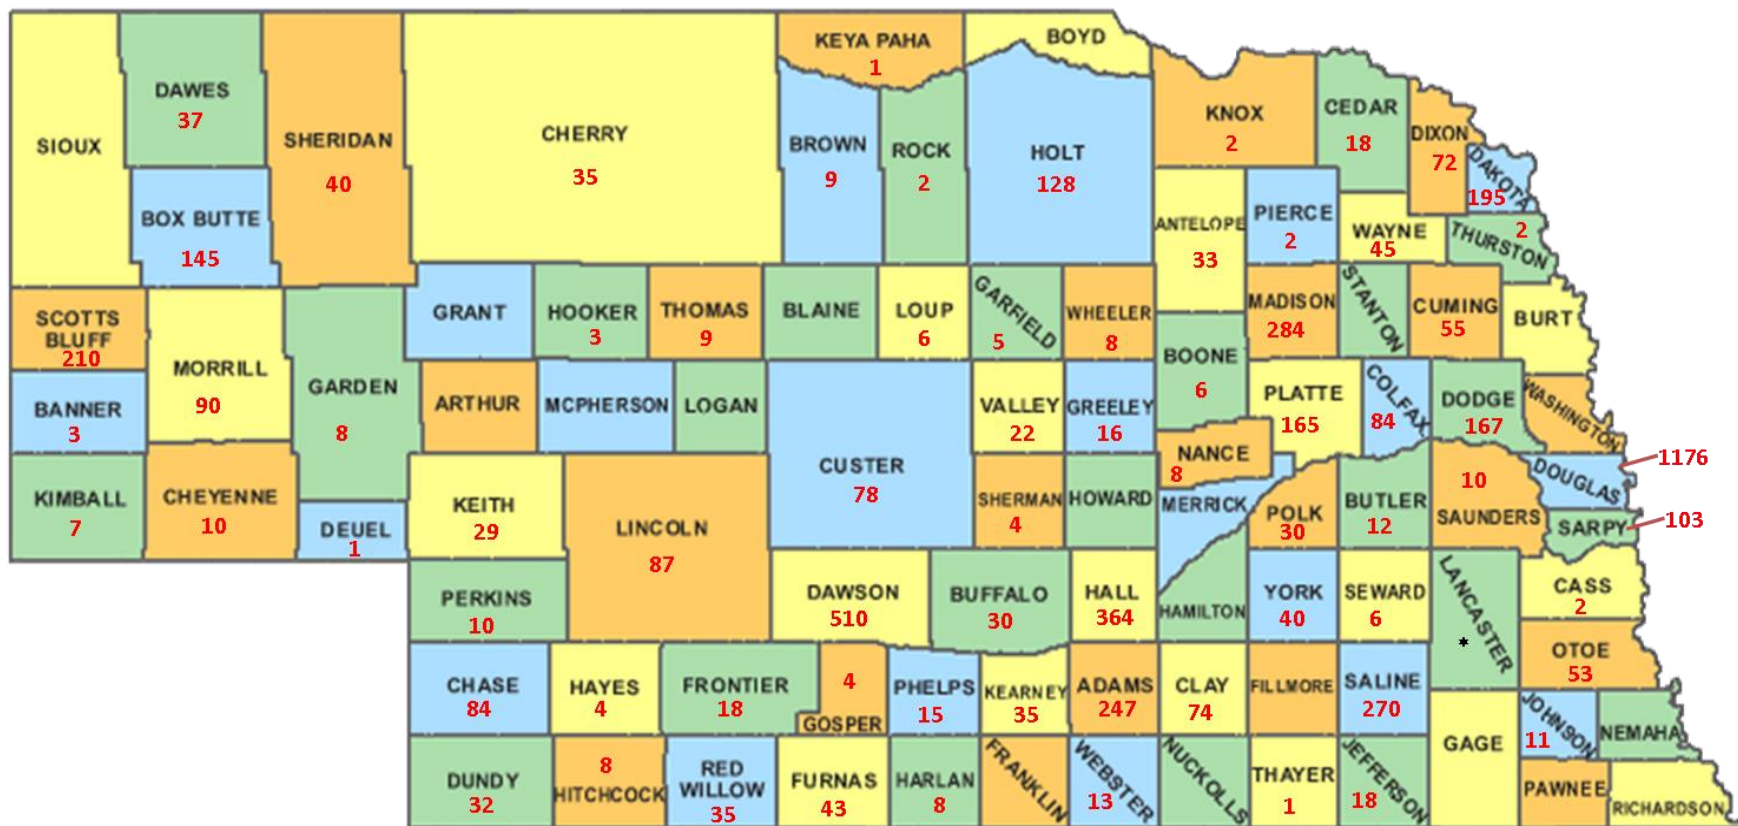 SIOUX
DAWES
37
BOX BUTTE
145
SHERIDAN
40
CHERRY
35
KEYA PAHA
1
BROWN
9
ROCK
2
BOYD
HOLT
128
KNOX
2
CEDAR
18
DIXON
72
DAKOTA
195
ANTELOPE
33
PIERCE
2
WAYNE
45
THURSTON
2
SCOTTS
BLUFF
210
MORRILL
90
GARDEN
8
GRANT
HOOKER
3
THOMAS
9
BLAINE
LOUP
6
GARFIELD
5
WHEELER
8
BOONE
6
MADISON
284
STANTON
CUMING
55
BURT
BANNER
3
ARTHUR
MCPHERSON
LOGAN
CUSTER
78
VALLEY
22
GREELEY
16
NANCE
8
PLATTE
165
COLFAX
84
DODGE
167
WASHINGTON
KIMBALL
7
CHEYENNE
10
DEUEL
1
KEITH
29
LINCOLN
87
SHERMAN
4
HOWARD
MERRICK
POLK
30
BUTLER
12
10
SAUNDERS
DOUGLAS
1176
SARPY
103
PERKINS
10
DAWSON
510
BUFFALO
30
HALL
364
HAMILTON
YORK
40
SEWARD
6
LANCASTER
*
CASS
2
OTOE
53
CHASE
84
HAYES
4
FRONTIER
18
4
GOSPER
PHELPS
15
KEARNEY
35
ADAMS
247
CLAY
74
FILLMORE
SALINE
270
GAGE
JOHNSON
11
NEMAHA
DUNDY
32
8
HITCHCOCK
RED
WILLOW
35
FURNAS
43
HARLAN
8
FRANKLIN
WEBSTER
13
NUCKOLLS
THAYER
1
JEFFERSON
18
PAWNEE
RICHARDSON